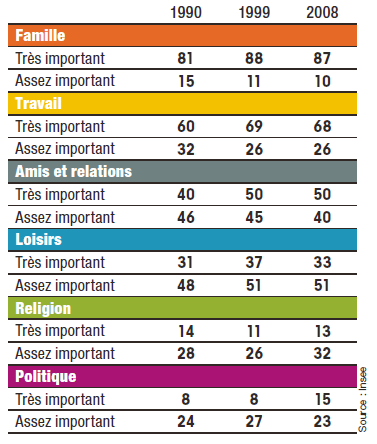 1990 1999 2008
Famille
Très important 81 88 87
Assez important 15 11 10
Travail
Très important 60 69 68
Assez important 32 26 26
Amis et relations
Très important 40 50 50
Assez important 46 45 40
Loisirs
Très important 31 37 33
Assez important 48 51 51
Religion
Très important 14 11 13
Assez important 28 26 32
Politique
Très important 8 8 15
Assez important 24 27 23
Source : Insee